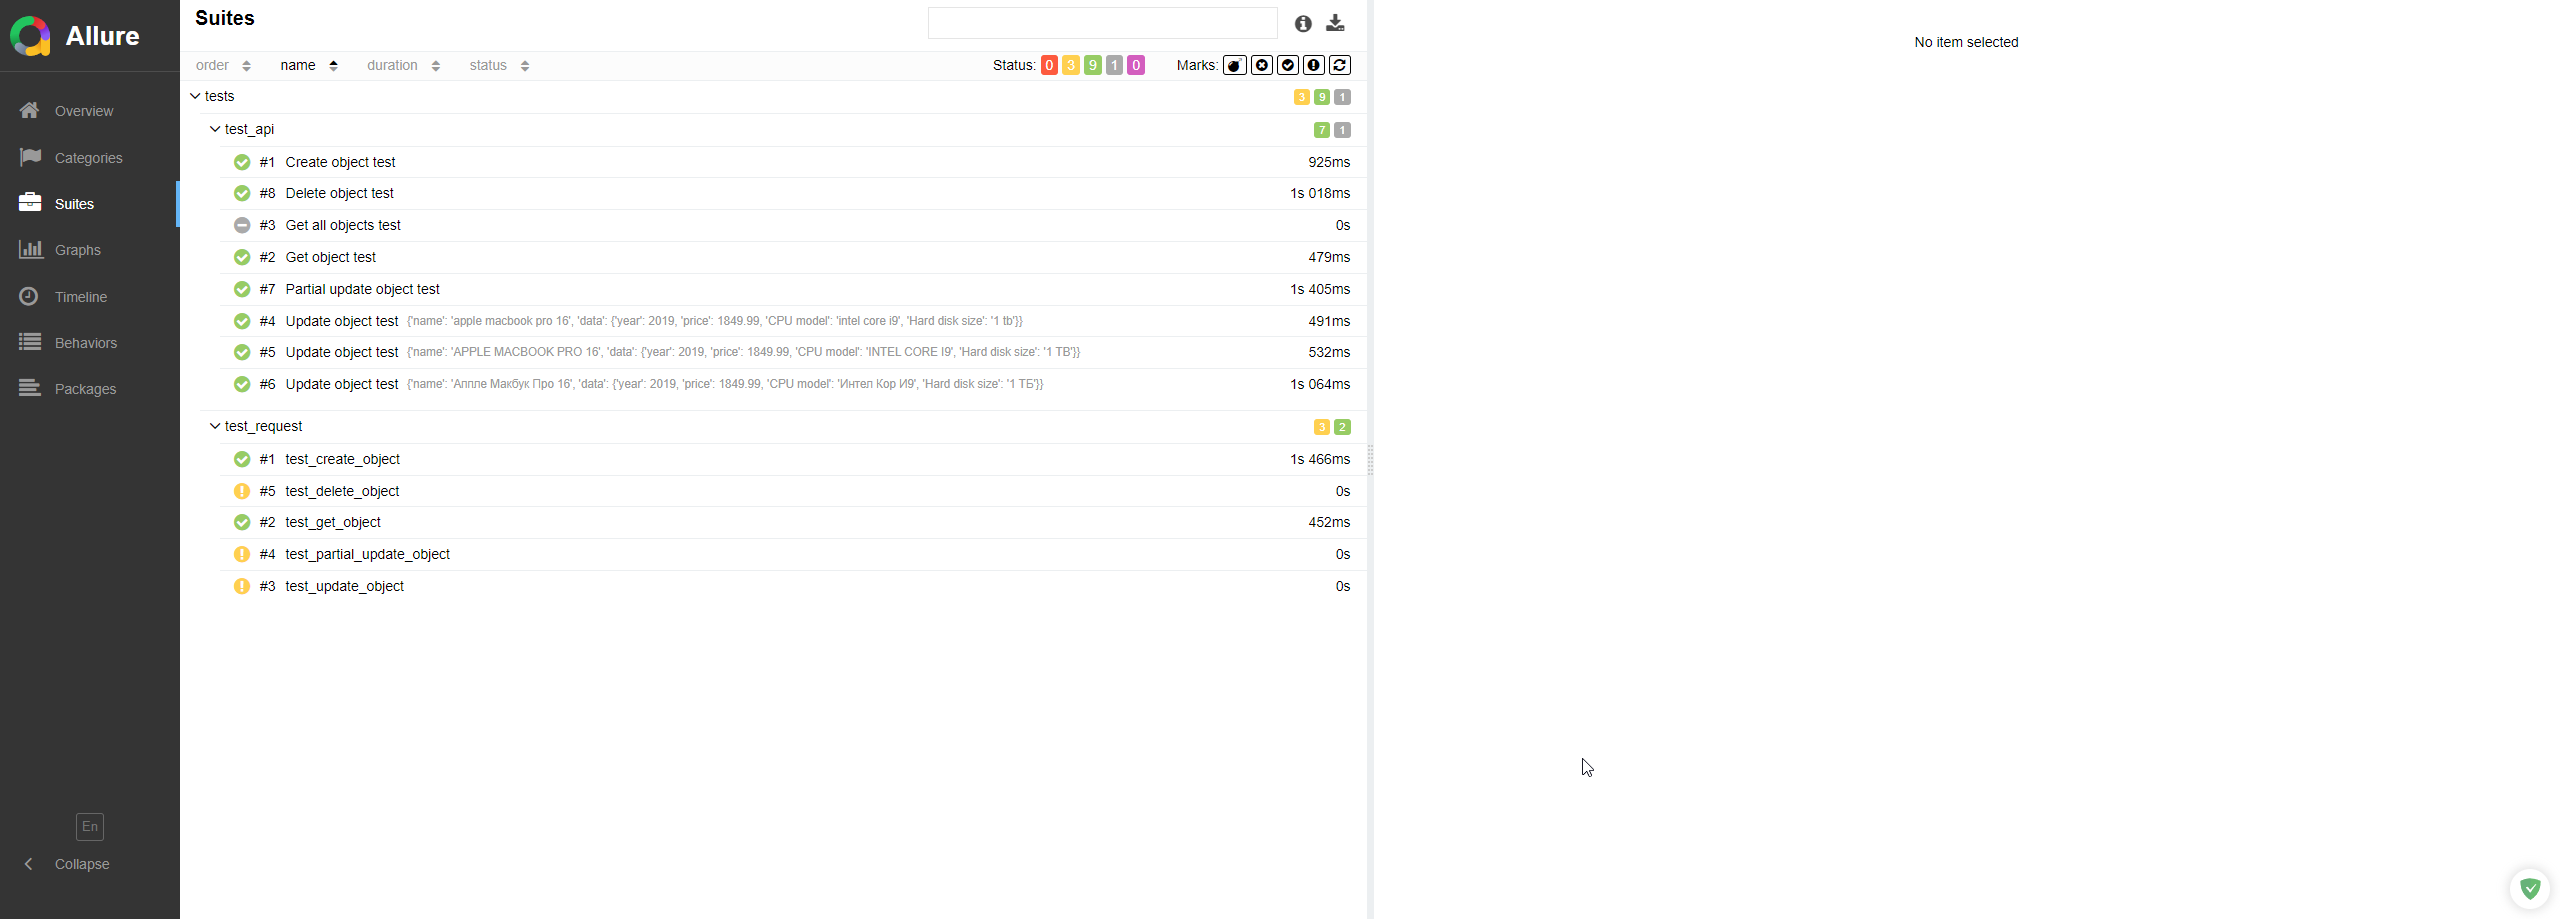 Allure
Overview
Categories
Suites
Graphs
Timeline
Behaviors
Packages
En
Collapse
Suites
order name duration status Status: 0 3 9 1 0 Marks:
tests 3 9 1
test_api 7 1
#1 Create object test 925ms
#8 Delete object test 1s 018ms
#3 Get all objects test 0s
#2 Get object test 479ms
#7 Partial update object test 1s 405ms
#4 Update object test {'name': 'apple macbook pro 16', 'data': {'year': 2019, 'price': 1849.99, 'CPU model': 'intel core i9', 'Hard disk size': '1 tb'}} 491ms
#5 Update object test {'name': 'APPLE MACBOOK PRO 16', 'data': {'year': 2019, 'price': 1849.99, 'CPU model': 'INTEL CORE I9', 'Hard disk size': '1 TB'}} 532ms
#6 Update object test {'name': 'Аппле Макбук Про 16', 'data': {'year': 2019, 'price': 1849.99, 'CPU model': 'Интел Кор И9', 'Hard disk size': '1 ТБ'}} 1s 064ms
test_request 3 2
#1 test_create_object 1s 466ms
#5 test_delete_object 0s
#2 test_get_object 452ms
#4 test_partial_update_object 0s
#3 test_update_object 0s
No item selected